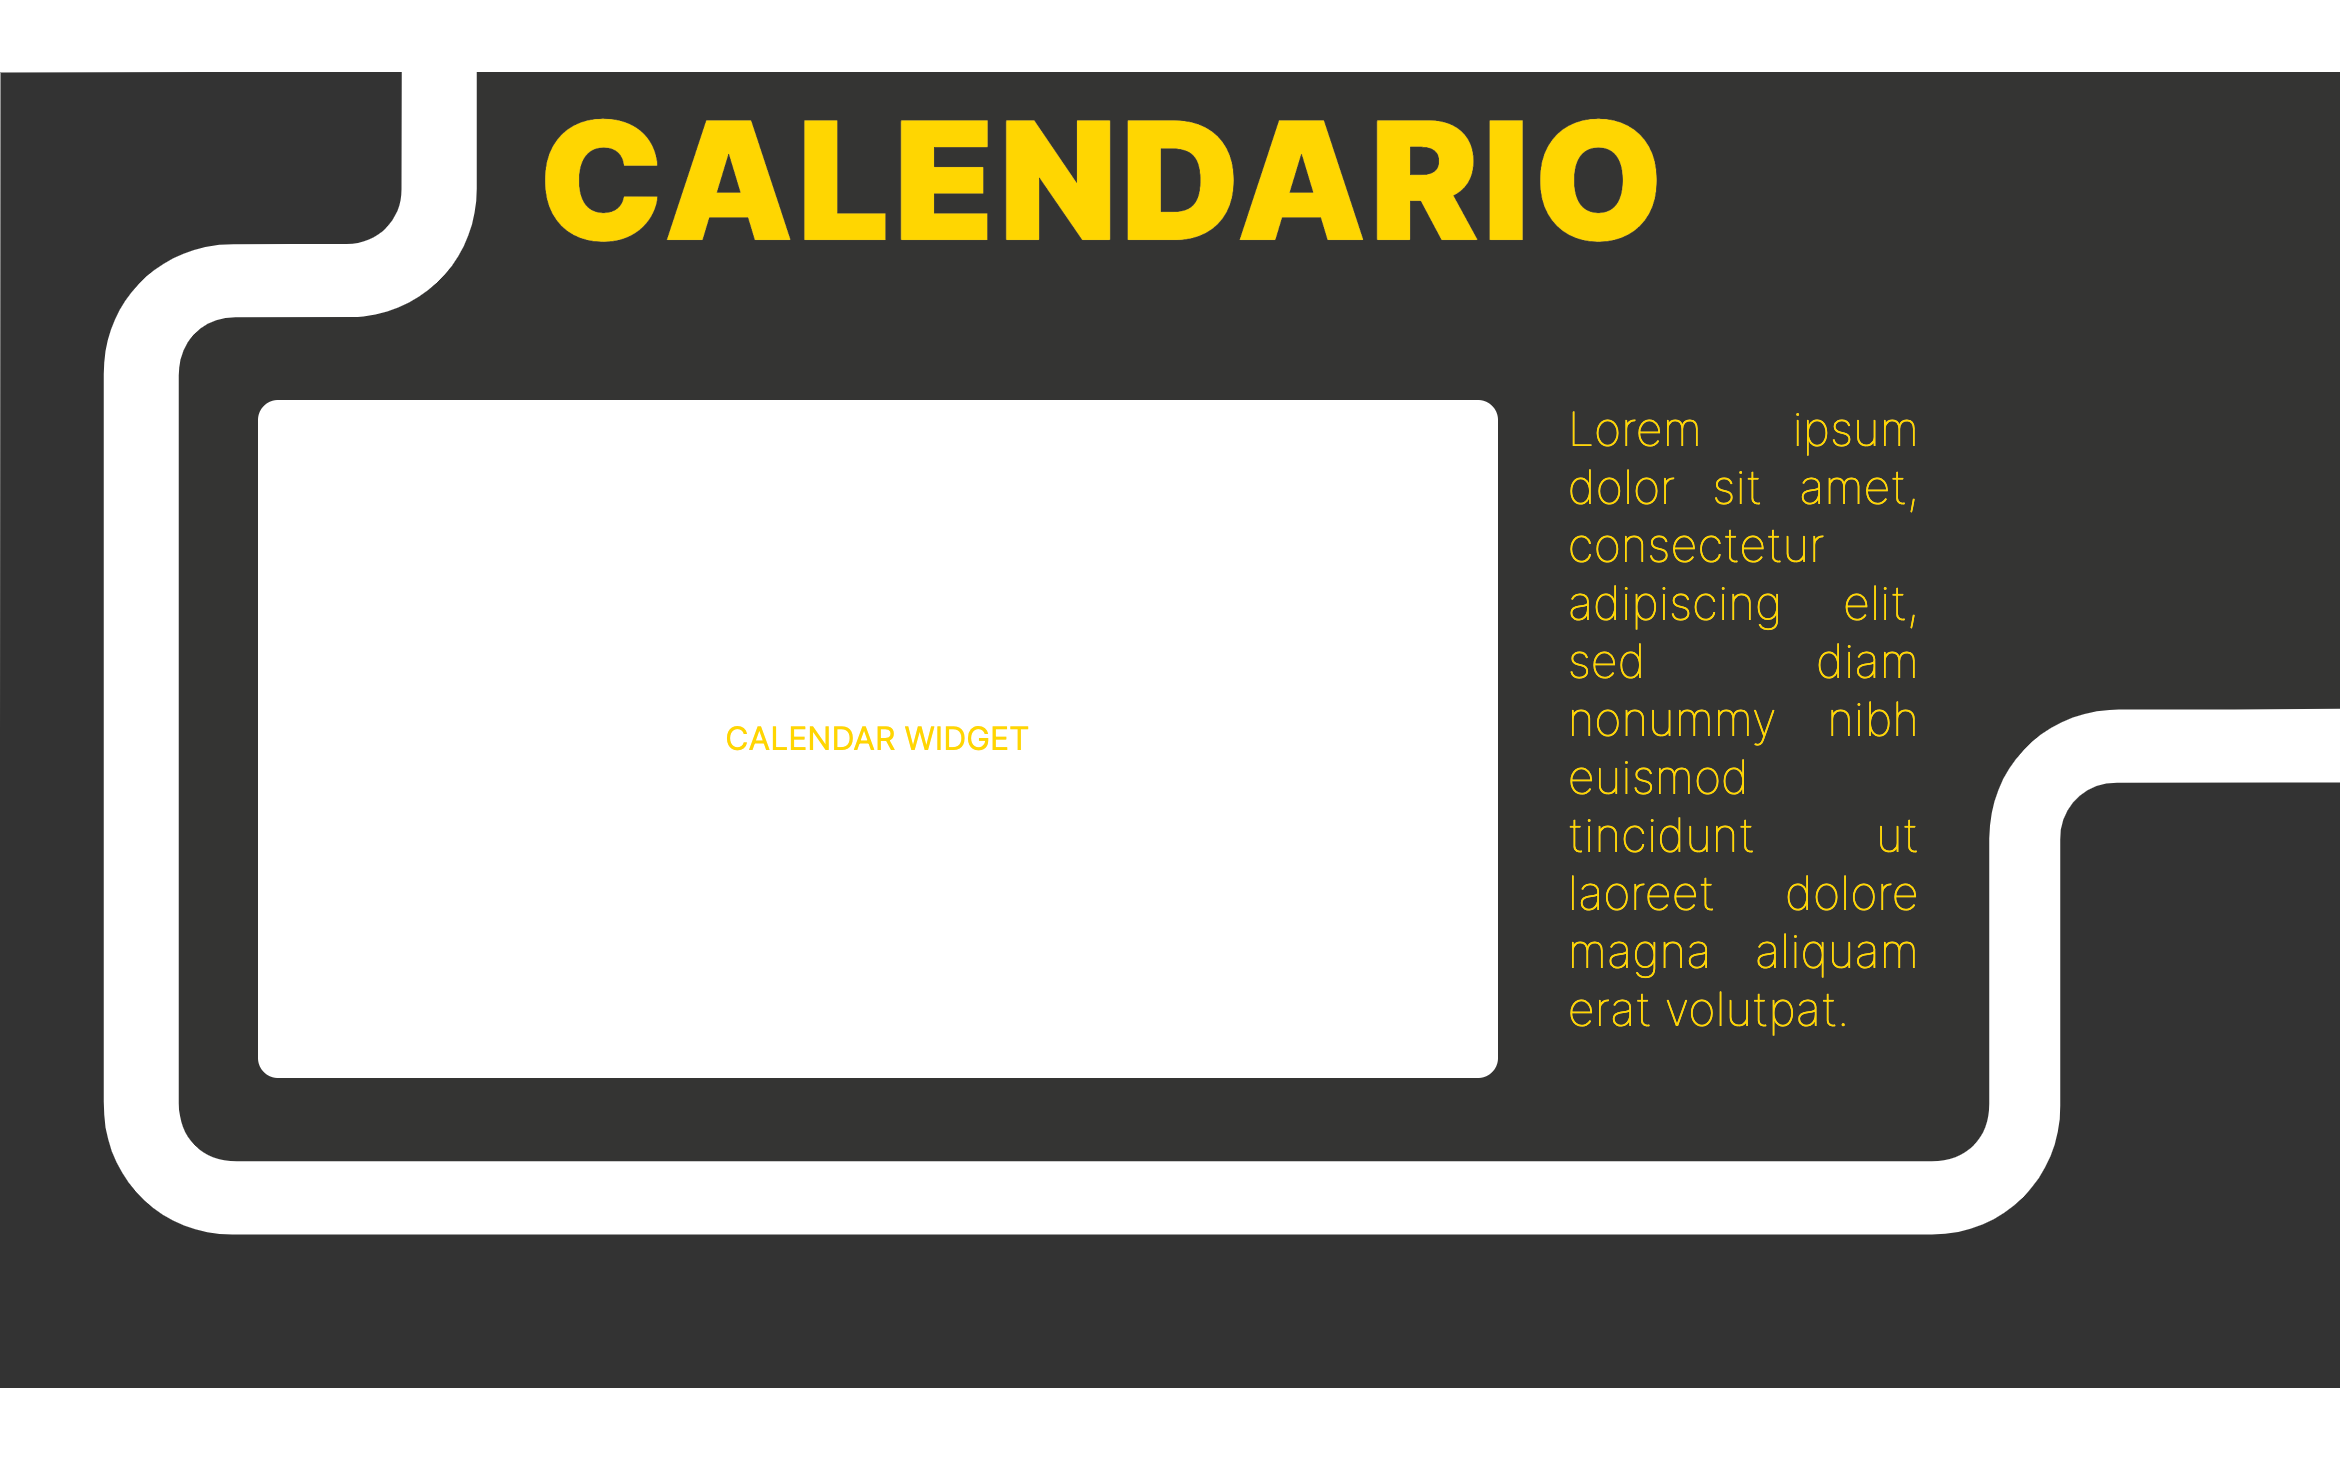 CALENDARIO
CALENDAR WIDGET
Lorem ipsum
dolor sit amet,
consectetur
adipiscing elit,
sed diam
nonummy nibh
euismod
tincidunt ut
laoreet dolore
magna aliquam
erat volutpat.